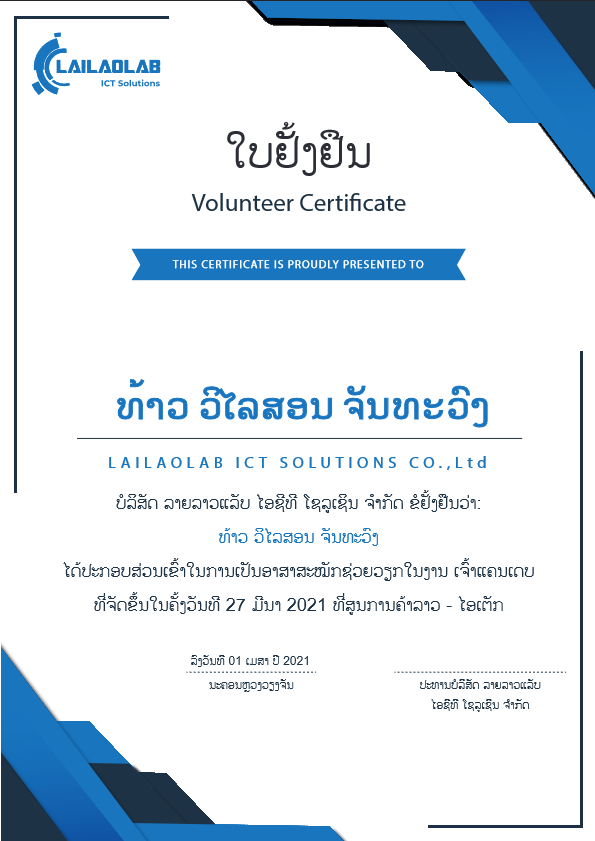 LAILAOLAB
ICT Solutions
ໃບຢັ້ງຢືນ
Volunteer Certificate
THIS CERTIFICATE IS PROUDLY PRESENTED TO
ທ້າວ ວິໄລສອນ ຈັນທະວົງ
LAILAOLAB ICT SOLUTIONS CO.,Ltd
ບໍລິສັດ ລາຍລາວແລັບ ໄອຊີທີ ໂຊລູເຊິນ ຈຳກັດ ຂໍຢັ້ງຢືນວ່າ:
ທ້າວ ວິໄລສອນ ຈັນທະວົງ
ໄດ້ປະກອບສ່ວນເຂົ້າໃນການເປັນອາສາສະໝັກຊ່ວຍວຽກໃນງານ ເຈົ້າແຄນເດບ
ທີ່ຈັດຂຶ້ນໃນຄັ້ງວັນທີ 27 ມີນາ 2021 ທີ່ສູນການຄ້າລາວ - ໄອເຕັກ
ລົງວັນທີ 01 ເມສາ ປີ 2021
ນະຄອນຫຼວງວຽງຈັນ
ປະທານບໍລິສັດ ລາຍລາວແລັບ
ໄອຊີທີ ໂຊລູເຊິນ ຈຳກັດ